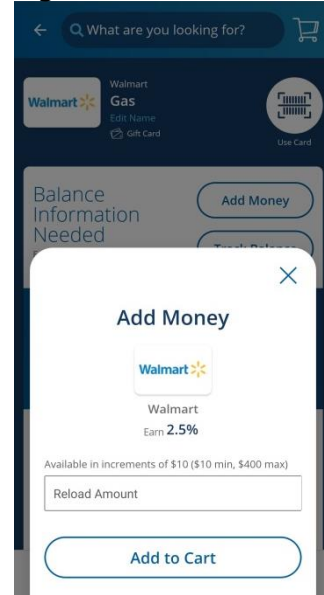 What are you looking for?
Walmart
Walmart
Gas
Edit Name
Gift Card
Use Card
Balance
Information
Needed
Add Money
Track Balance
Add Money
Walmart
Walmart
Earn 2.5%
Available in increments of $10 ($10 min, $400 max)
Reload Amount
Add to Cart